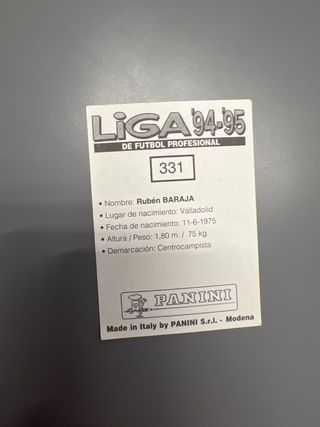 LiGA '94-'95
DE FUTBOL PROFESIONAL
331
• Nombre: Rubén BARAJA
• Lugar de nacimiento: Valladolid
• Fecha de nacimiento: 11-6-1975
• Altura / Peso: 1,80 m. / 75 kg.
• Demarcación: Centrocampista
PANINI
Made in Italy by PANINI S.r.l. - Modena